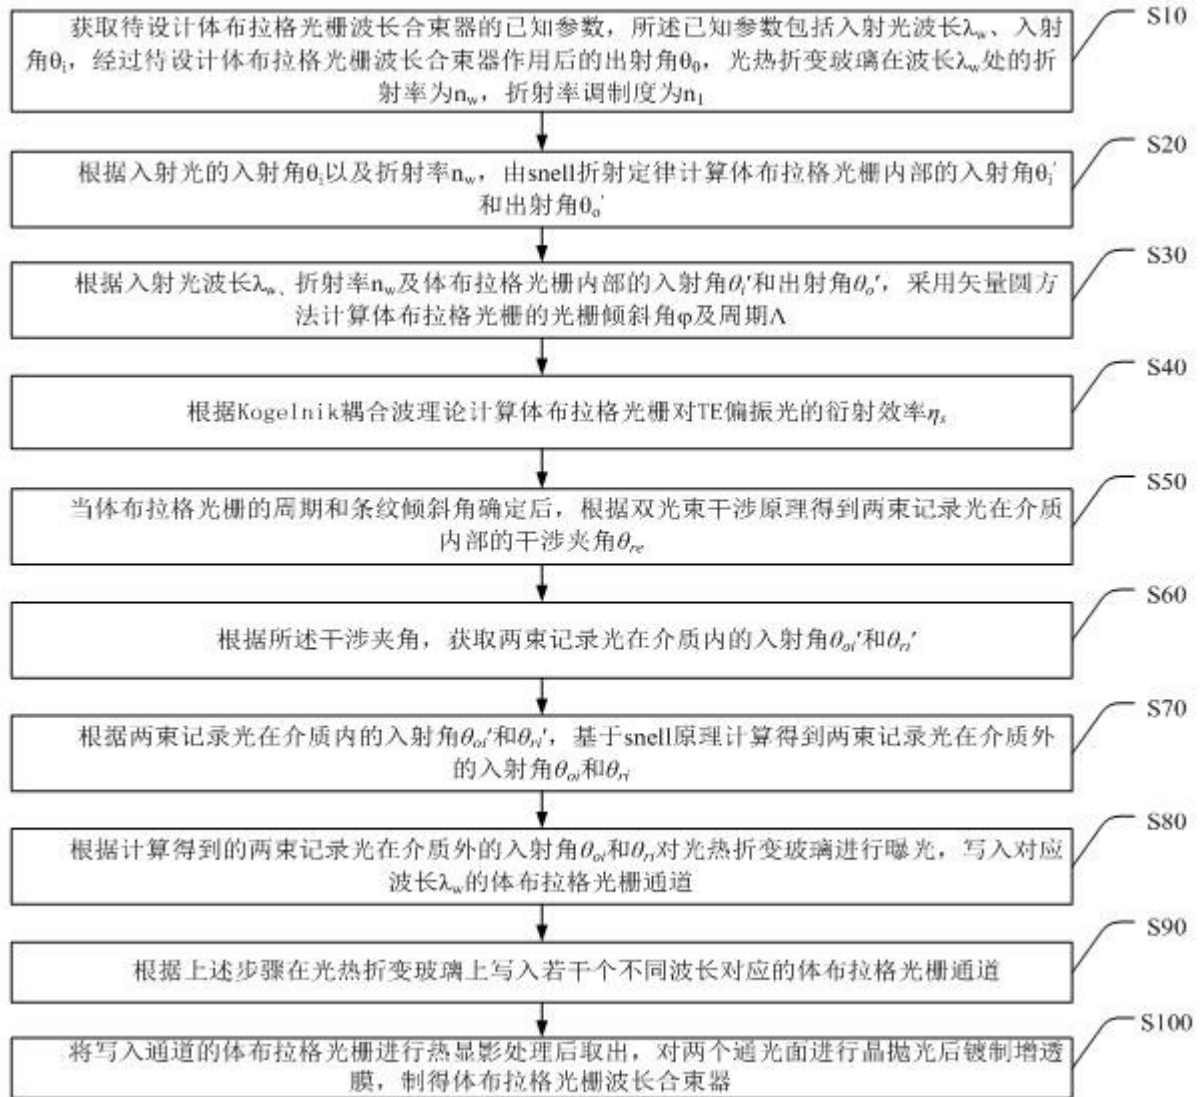 S10
获取待设计体布拉格光栅波长合束器的已知参数，所述已知参数包括入射光波长λw、入射
角θi，经过待设计体布拉格光栅波长合束器作用后的出射角θ0，光热折变玻璃在波长λw处的折
射率为nw，折射率调制度为n1
S20
根据入射光的入射角θi以及折射率nw，由snell折射定律计算体布拉格光栅内部的入射角θi'
和出射角θo'
S30
根据入射光波长λw、折射率nw及体布拉格光栅内部的入射角θi'和出射角θo'，采用矢量圆方
法计算体布拉格光栅的光栅倾斜角φ及周期Λ
S40
根据Kogelnik耦合波理论计算体布拉格光栅对TE偏振光的衍射效率ηs
S50
当体布拉格光栅的周期和条纹倾斜角确定后，根据双光束干涉原理得到两束记录光在介质
内部的干涉夹角θre
S60
根据所述干涉夹角，获取两束记录光在介质内的入射角θoi'和θri'
S70
根据两束记录光在介质内的入射角θoi'和θri'，基于snell原理计算得到两束记录光在介质外
的入射角θoi和θri
S80
根据计算得到的两束记录光在介质外的入射角θoi和θri对光热折变玻璃进行曝光，写入对应
波长λw的体布拉格光栅通道
S90
根据上述步骤在光热折变玻璃上写入若干个不同波长对应的体布拉格光栅通道
S100
将写入通道的体布拉格光栅进行热显影处理后取出，对两个通光面进行晶抛光后镀制增透
膜，制得体布拉格光栅波长合束器